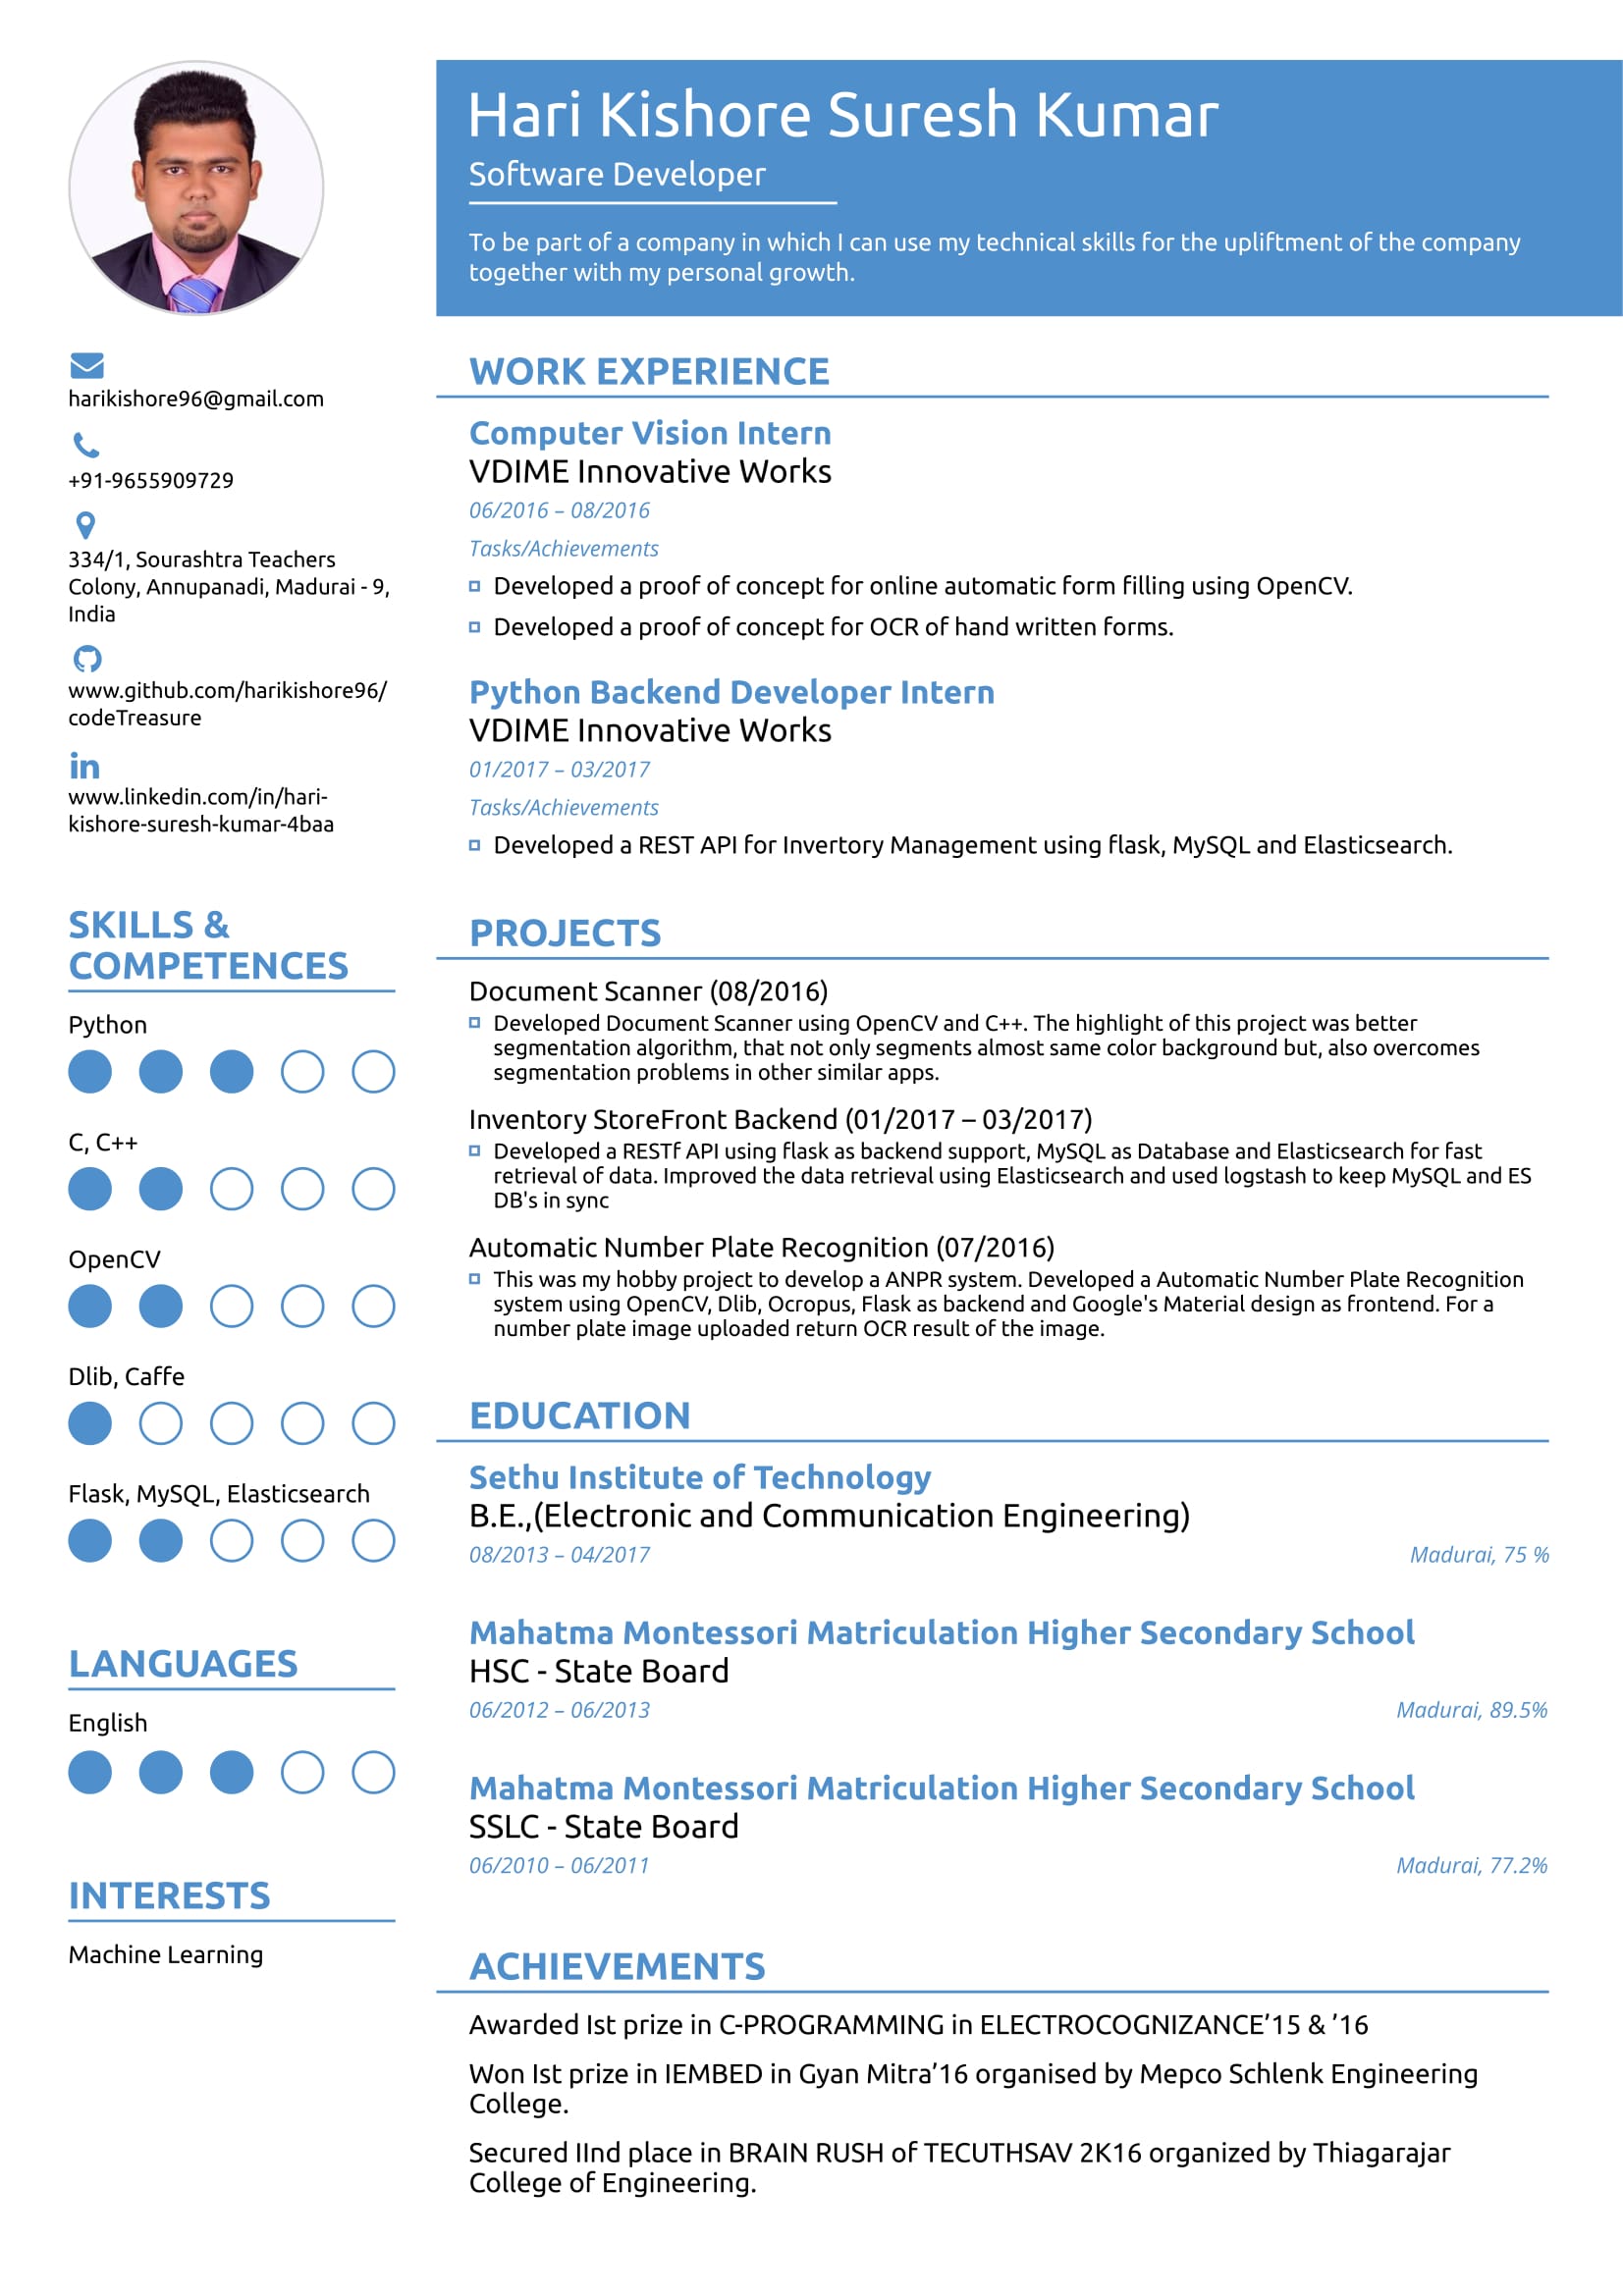 Hari Kishore Suresh Kumar
Software Developer
To be part of a company in which I can use my technical skills for the upliftment of the company
together with my personal growth.
harikishore96@gmail.com
+91-9655909729
334/1, Sourashtra Teachers
Colony, Annupanadi, Madurai - 9,
India
www.github.com/harikishore96/
codeTreasure
in
www.linkedin.com/in/hari-
kishore-suresh-kumar-4baa
SKILLS &
COMPETENCES
Python
C, C++
OpenCV
Dlib, Caffe
Flask, MySQL, Elasticsearch
LANGUAGES
English
INTERESTS
Machine Learning
WORK EXPERIENCE
Computer Vision Intern
VDIME Innovative Works
06/2016 – 08/2016
Tasks/Achievements
Developed a proof of concept for online automatic form filling using OpenCV.
Developed a proof of concept for OCR of hand written forms.
Python Backend Developer Intern
VDIME Innovative Works
01/2017 – 03/2017
Tasks/Achievements
Developed a REST API for Invertory Management using flask, MySQL and Elasticsearch.
PROJECTS
Document Scanner (08/2016)
Developed Document Scanner using OpenCV and C++. The highlight of this project was better
segmentation algorithm, that not only segments almost same color background but, also overcomes
segmentation problems in other similar apps.
Inventory StoreFront Backend (01/2017 – 03/2017)
Developed a RESTf API using flask as backend support, MySQL as Database and Elasticsearch for fast
retrieval of data. Improved the data retrieval using Elasticsearch and used logstash to keep MySQL and ES
DB's in sync
Automatic Number Plate Recognition (07/2016)
This was my hobby project to develop a ANPR system. Developed a Automatic Number Plate Recognition
system using OpenCV, Dlib, Ocropus, Flask as backend and Google's Material design as frontend. For a
number plate image uploaded return OCR result of the image.
EDUCATION
Sethu Institute of Technology
B.E.,(Electronic and Communication Engineering)
08/2013 – 04/2017 Madurai, 75 %
Mahatma Montessori Matriculation Higher Secondary School
HSC - State Board
06/2012 – 06/2013 Madurai, 89.5%
Mahatma Montessori Matriculation Higher Secondary School
SSLC - State Board
06/2010 – 06/2011 Madurai, 77.2%
ACHIEVEMENTS
Awarded Ist prize in C-PROGRAMMING in ELECTROCOGNIZANCE’15 & ’16
Won Ist prize in IEMBED in Gyan Mitra’16 organised by Mepco Schlenk Engineering
College.
Secured IInd place in BRAIN RUSH of TECUTHSAV 2K16 organized by Thiagarajar
College of Engineering.